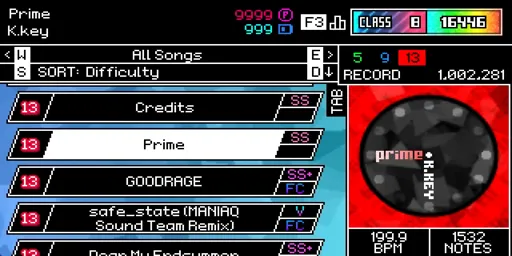 Prime
K.key
9999 P
999
F3
CLASS B
16446
< W All Songs E >
S SORT: Difficulty D ↓
5 9 13
RECORD 1,002,281
TAB
13 Credits SS
13 Prime SS
13 GOODRAGE SS+ FC
13 safe_state (MANIAQ Sound Team Remix) V FC
13 SS+
prime • K.KEY
199.9 BPM
1532 NOTES